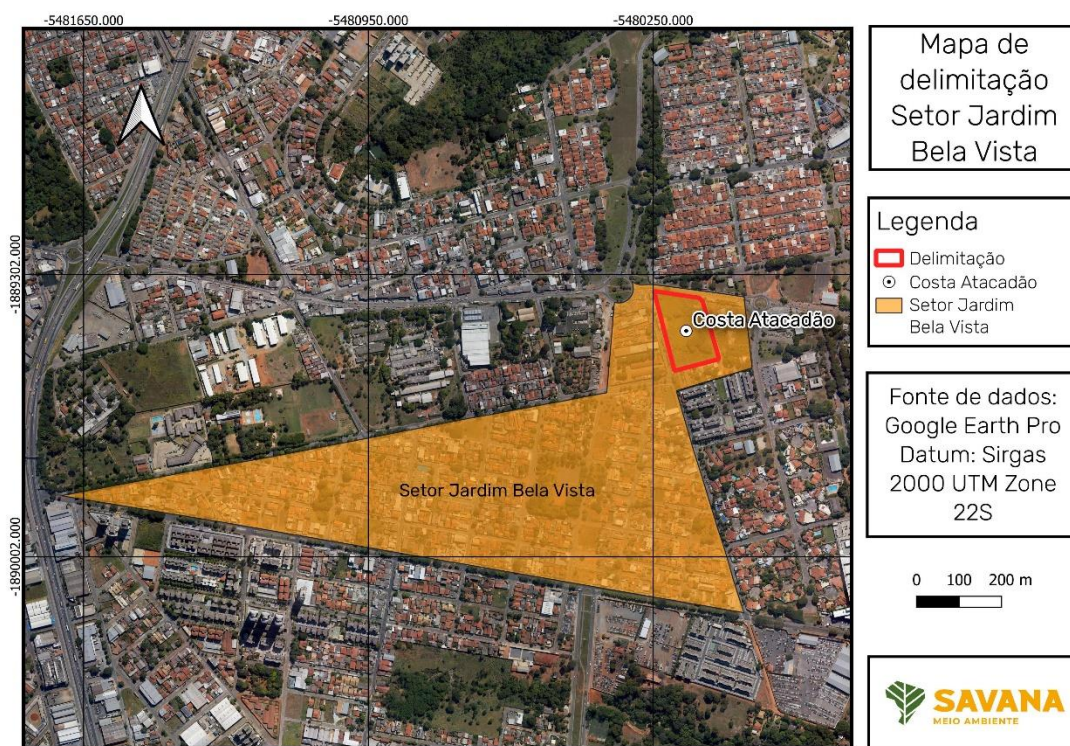 -5481650.000
-5480950.000
-5480250.000
-1889302.000
-1890002.000
Costa Atacadão
Setor Jardim Bela Vista
Mapa de
delimitação
Setor Jardim
Bela Vista
Legenda
Delimitação
Costa Atacadão
Setor Jardim
Bela Vista
Fonte de dados:
Google Earth Pro
Datum: Sirgas
2000 UTM Zone
22S
0 100 200 m
SAVANA
MEIO AMBIENTE